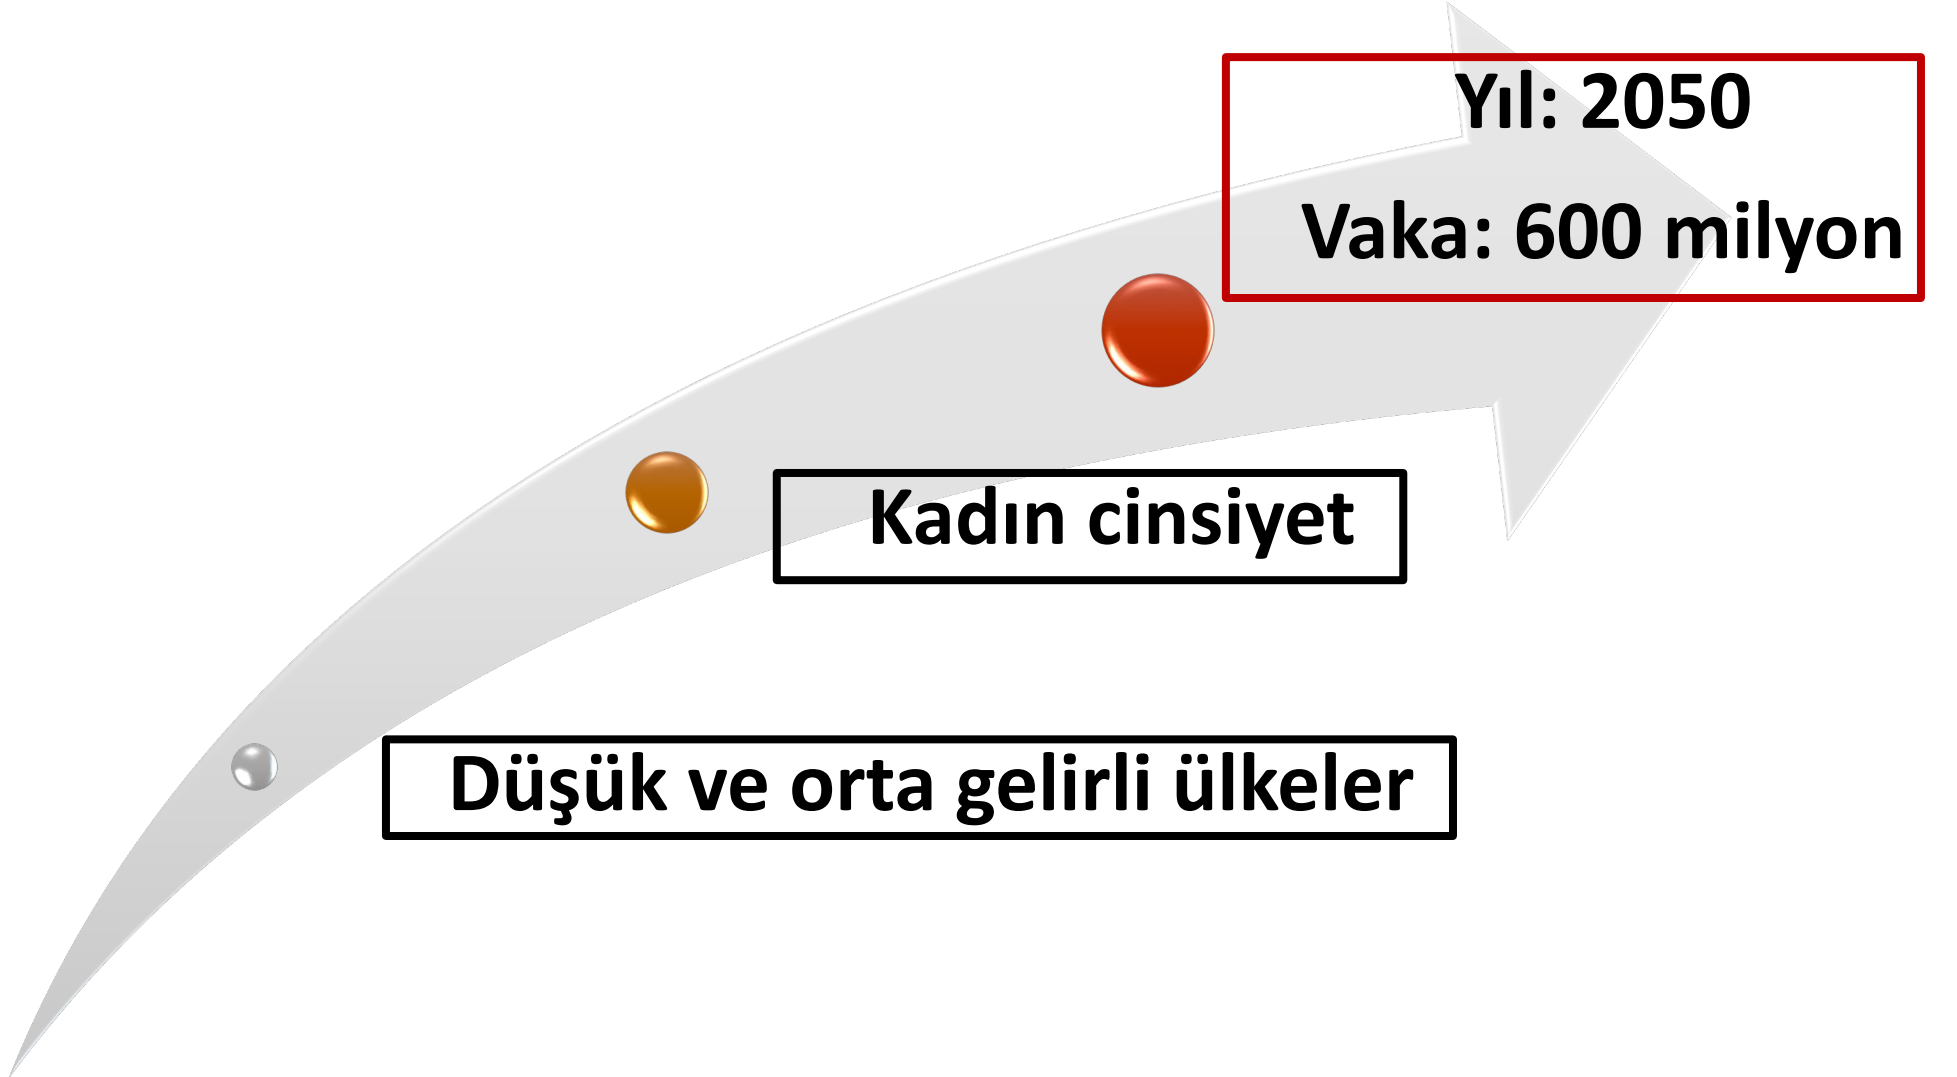 Yıl: 2050
Vaka: 600 milyon
Kadın cinsiyet
Düşük ve orta gelirli ülkeler